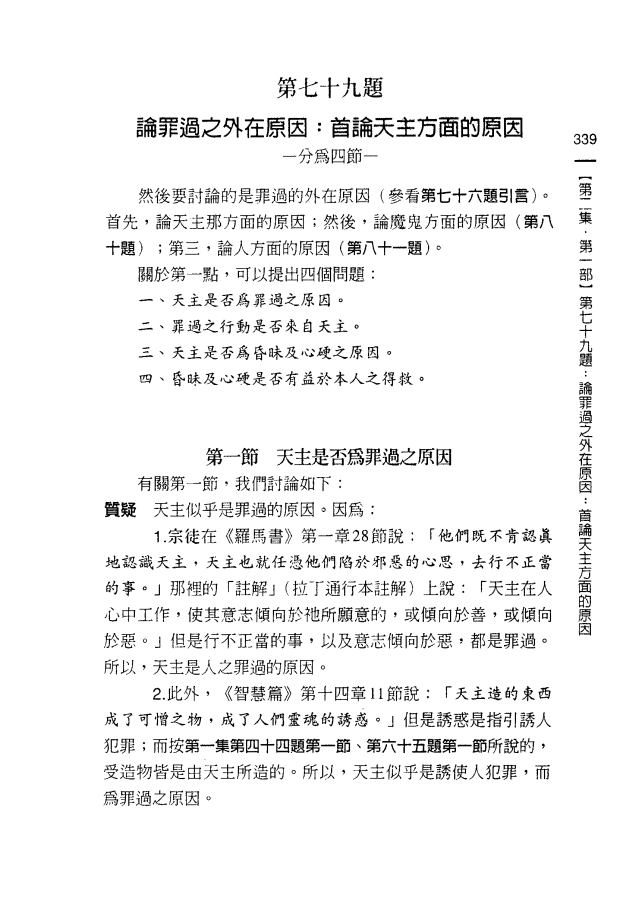 第七十九題
論罪過之外在原因：首論天主方面的原因
—分爲四節—
然後要討論的是罪過的外在原因（參看第七十六題引言）。
首先，論天主那方面的原因；然後，論魔鬼方面的原因（第八
十題）；第三，論人方面的原因（第八十一題）。
關於第一點，可以提出四個問題：
一、天主是否爲罪過之原因。
二、罪過之行動是否來自天主。
三、天主是否爲昏昧及心硬之原因。
四、昏昧及心硬是否有益於本人之得救。
第一節　天主是否爲罪過之原因
有關第一節，我們討論如下：
質疑　天主似乎是罪過的原因。因爲：
1.宗徒在《羅馬書》第一章28節說：「他們既不肯認真
地認識天主，天主也就任憑他們陷於邪惡的心思，去行不正當
的事。」那裡的「註解」（拉丁通行本註解）上說：「天主在人
心中工作，使其意志傾向於祂所願意的，或傾向於善，或傾向
於惡。」但是行不正當的事，以及意志傾向於惡，都是罪過。
所以，天主是人之罪過的原因。
2.此外，《智慧篇》第十四章11節說：「天主造的東西
成了可憎之物，成了人們靈魂的誘惑。」但是誘惑是指引誘人
犯罪；而按第一集第四十四題第一節、第六十五題第一節所說的，
受造物皆是由天主所造的。所以，天主似乎是誘使人犯罪，而
爲罪過之原因。
339
【第二集．第一部】第七十九題：論罪過之外在原因：首論天主方面的原因